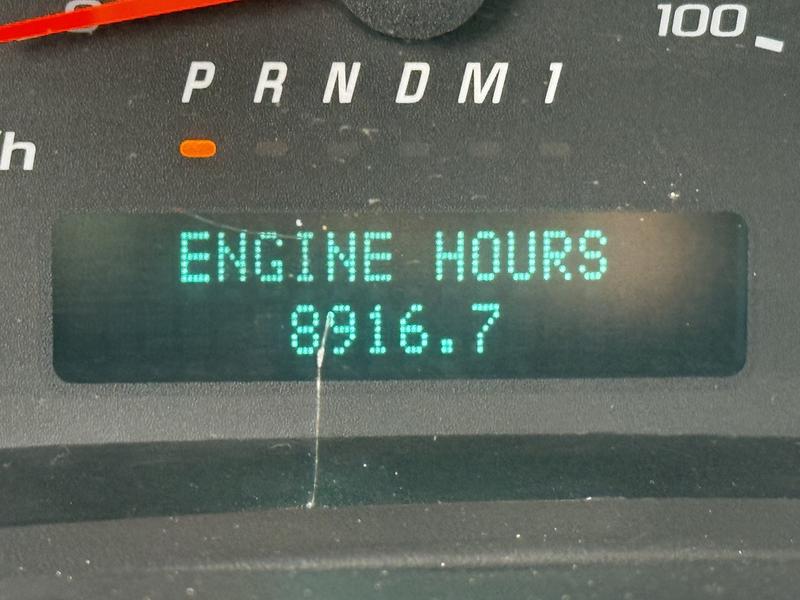 100
P R N D M 1
/h
ENGINE HOURS
8916.7